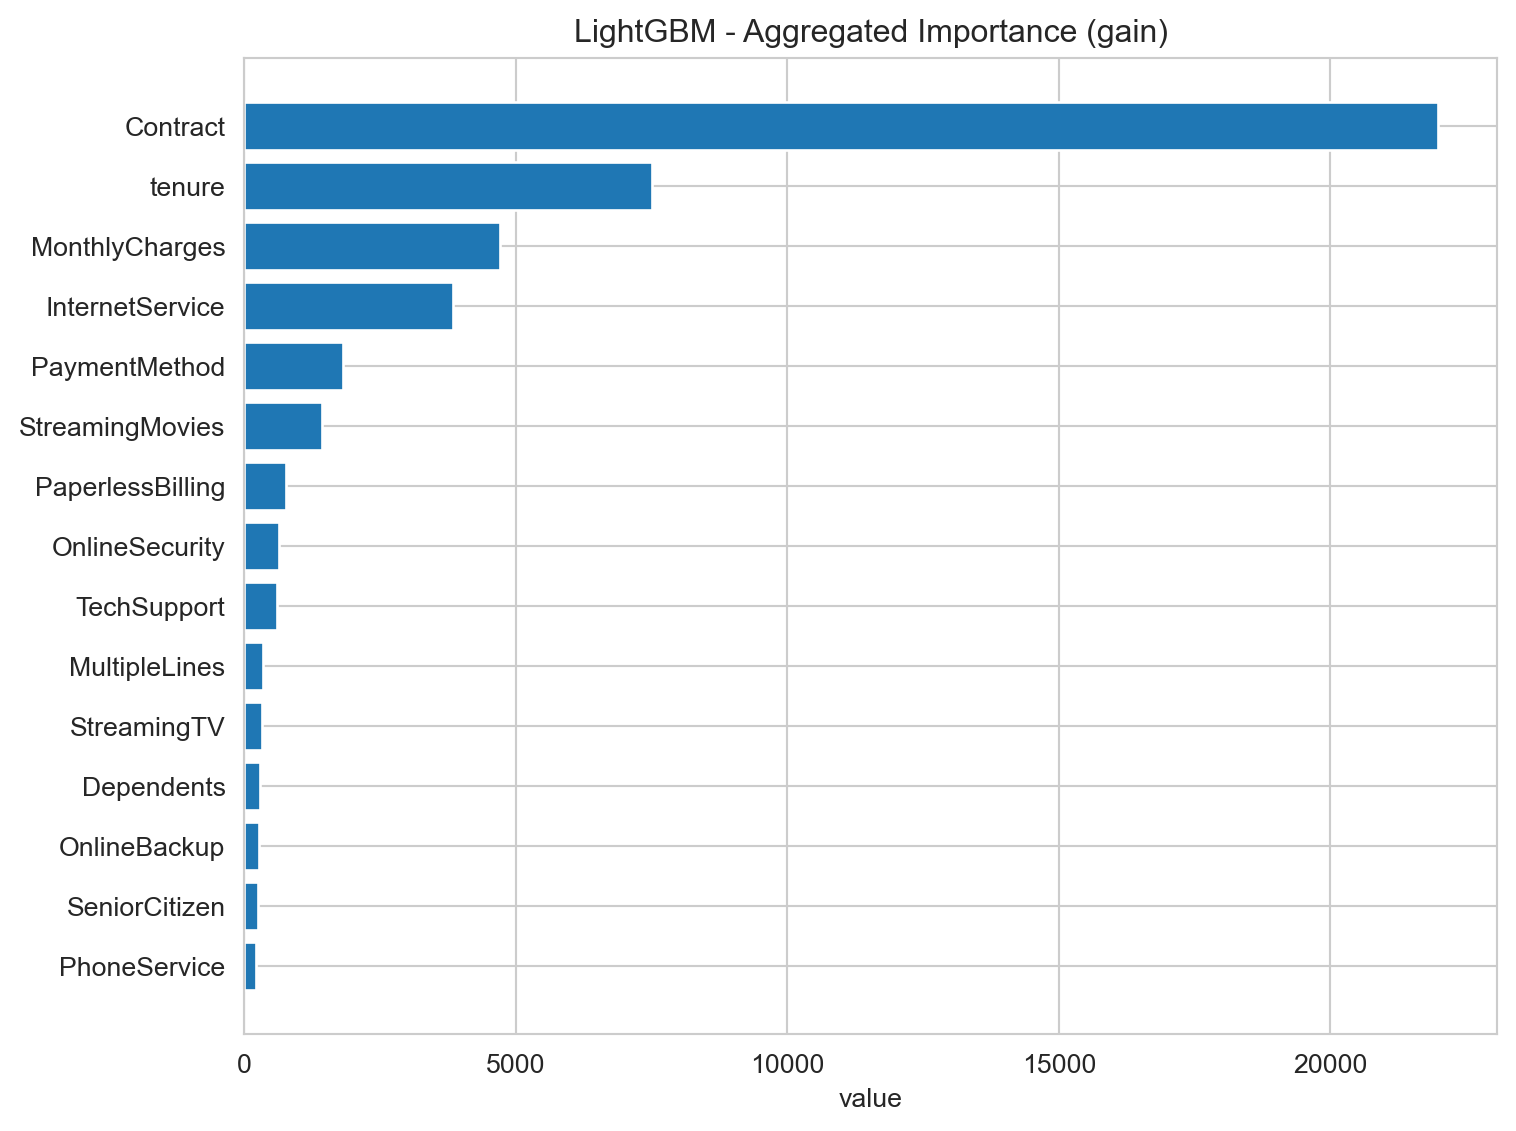 LightGBM - Aggregated Importance (gain)
Contract
tenure
MonthlyCharges
InternetService
PaymentMethod
StreamingMovies
PaperlessBilling
OnlineSecurity
TechSupport
MultipleLines
StreamingTV
Dependents
OnlineBackup
SeniorCitizen
PhoneService
0 5000 10000 15000 20000
value